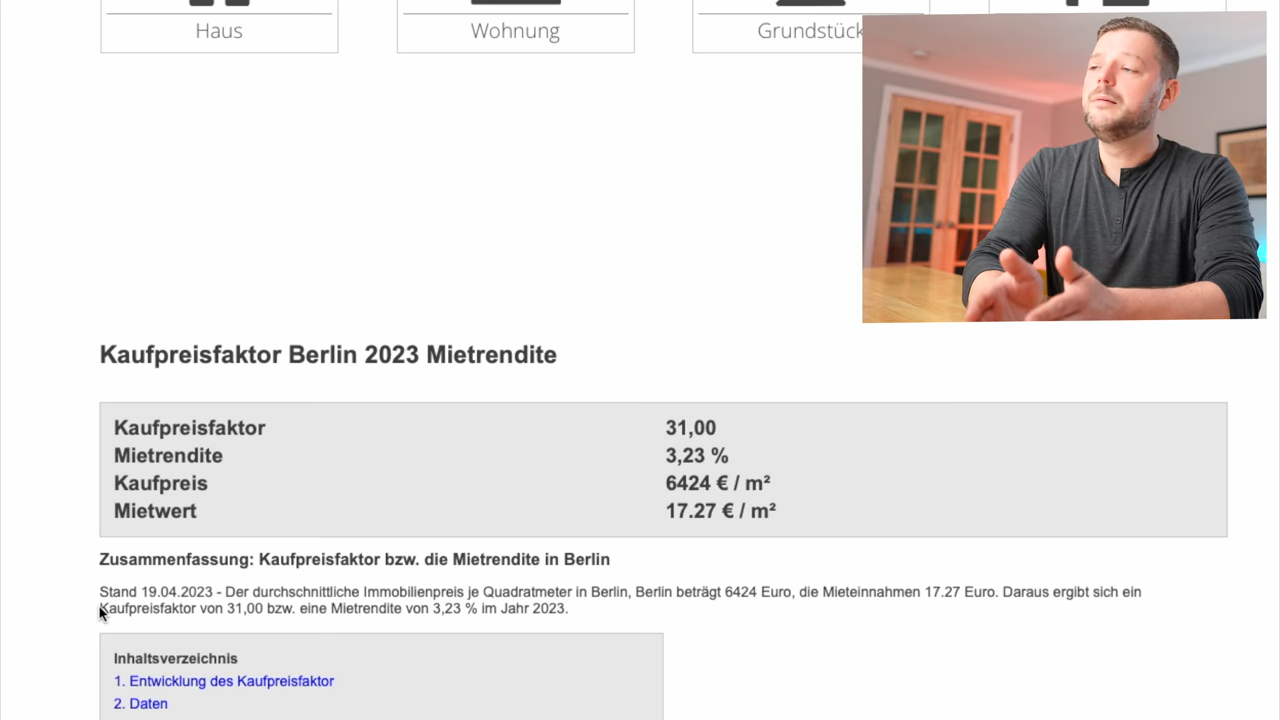 Haus
Wohnung
Grundstück
Kaufpreisfaktor Berlin 2023 Mietrendite
Kaufpreisfaktor 31,00
Mietrendite 3,23 %
Kaufpreis 6424 € / m²
Mietwert 17.27 € / m²
Zusammenfassung: Kaufpreisfaktor bzw. die Mietrendite in Berlin
Stand 19.04.2023 - Der durchschnittliche Immobilienpreis je Quadratmeter in Berlin, Berlin beträgt 6424 Euro, die Mieteinnahmen 17.27 Euro. Daraus ergibt sich ein
Kaufpreisfaktor von 31,00 bzw. eine Mietrendite von 3,23 % im Jahr 2023.
Inhaltsverzeichnis
1. Entwicklung des Kaufpreisfaktor
2. Daten